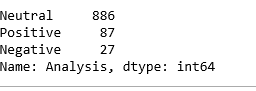 Neutral     886
Positive     87
Negative     27
Name: Analysis, dtype: int64